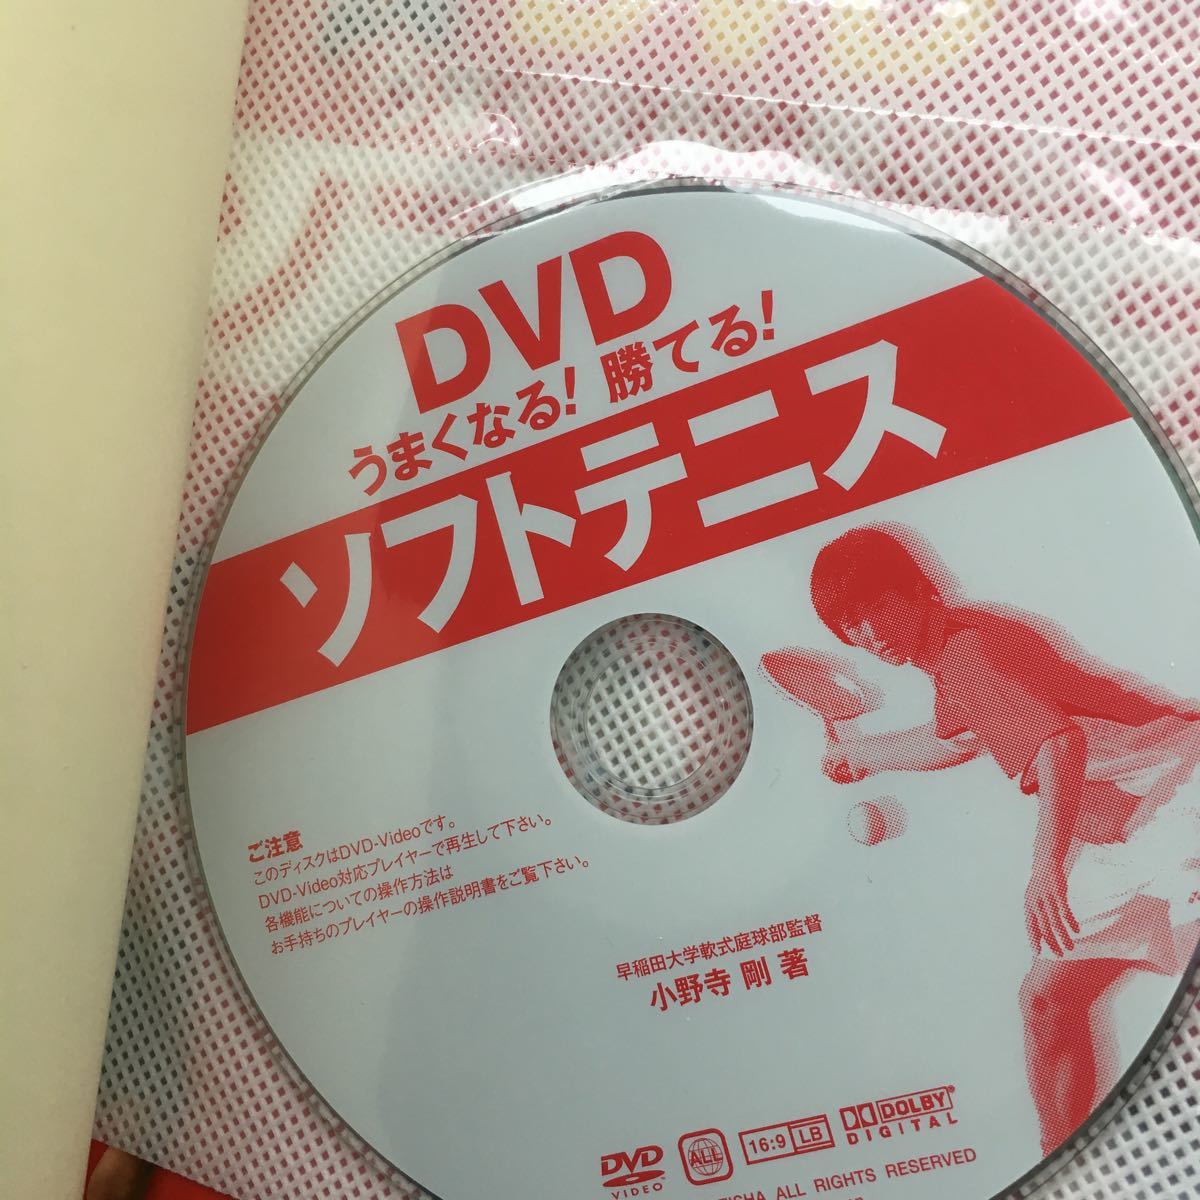 DVD
うまくなる! 勝てる!
ソフトテニス
ご注意
このディスクはDVD-Videoです。
DVD-Video対応プレイヤーで再生して下さい。
各機能についての操作方法は
お手持ちのプレイヤーの操作説明書をご覧下さい。
早稲田大学軟式庭球部監督
小野寺 剛 著
DVD
VIDEO
ALL
16:9 LB
DOLBY
DIGITAL
ALL RIGHTS RESERVED